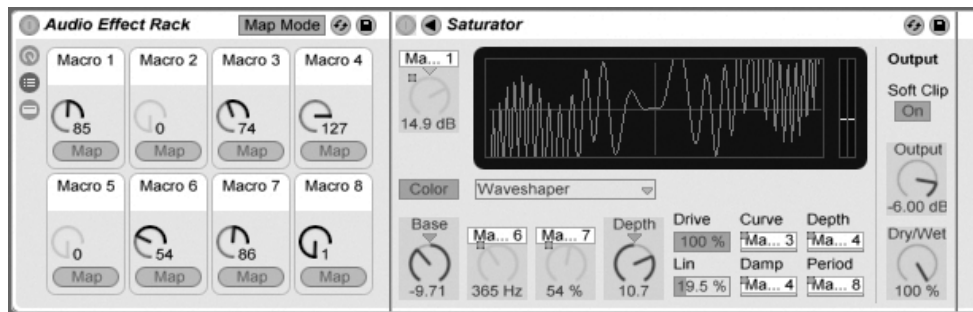 Audio Effect Rack Map Mode
Macro 1 Macro 2 Macro 3 Macro 4
85 0 74 127
Map Map Map Map
Macro 5 Macro 6 Macro 7 Macro 8
0 54 86 1
Map Map Map Map
Saturator
Ma... 1
14.9 dB
Color Waveshaper
Base Ma... 6 Ma... 7 Depth
-9.71 365 Hz 54 % 10.7
Drive Curve Depth
100 % Ma... 3 Ma... 4
Lin Damp Period
19.5 % Ma... 4 Ma... 8
Output
Soft Clip
On
Output
-6.00 dB
Dry/Wet
100 %